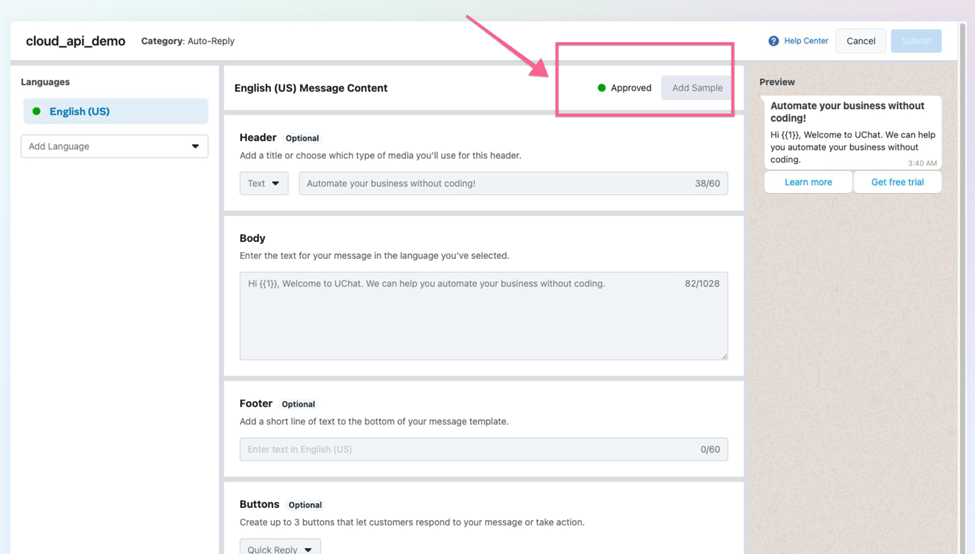 cloud_api_demo Category: Auto-Reply Help Center Cancel Submit
Languages
English (US)
Add Language
English (US) Message Content Approved Add Sample
Header Optional
Add a title or choose which type of media you'll use for this header.
Text Automate your business without coding! 38/60
Body
Enter the text for your message in the language you've selected.
Hi {{1}}, Welcome to UChat. We can help you automate your business without coding. 82/1028
Footer Optional
Add a short line of text to the bottom of your message template.
Enter text in English (US) 0/60
Buttons Optional
Create up to 3 buttons that let customers respond to your message or take action.
Quick Reply
Preview
Automate your business without
coding!
Hi {{1}}, Welcome to UChat. We can help
you automate your business without
coding.
3:40 AM
Learn more Get free trial